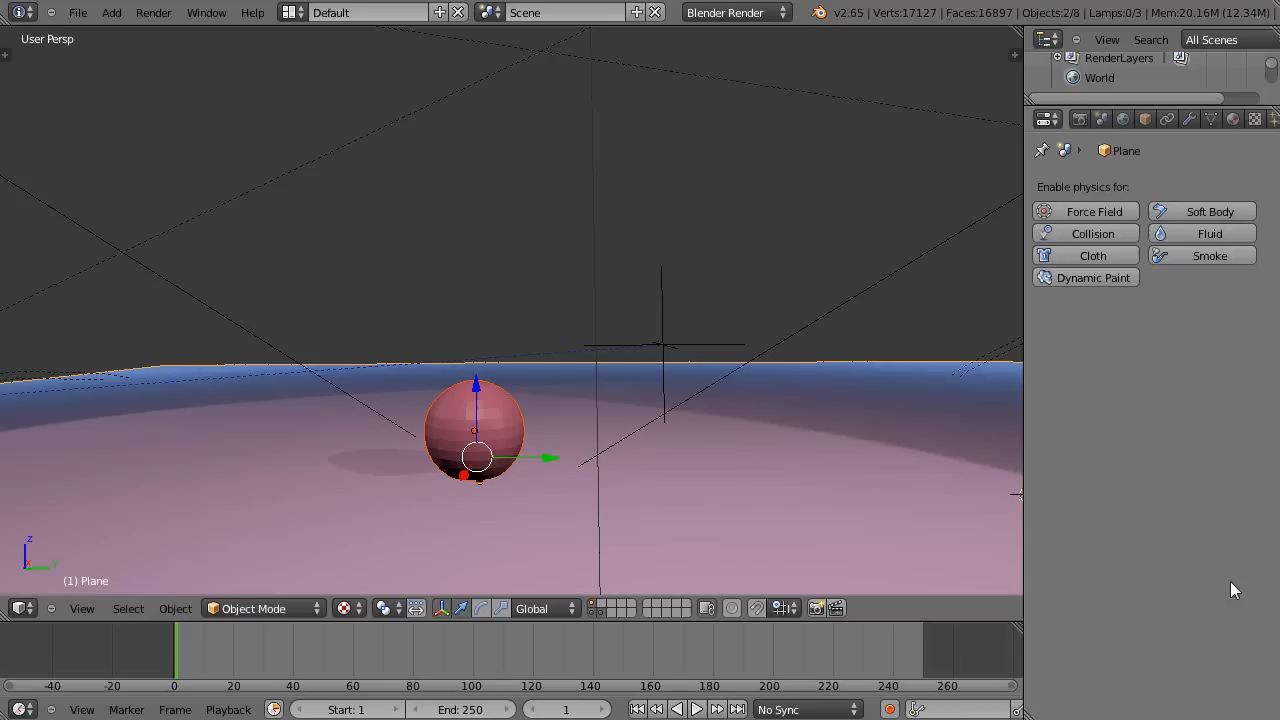 File Add Render Window Help Default Scene Blender Render v2.65 | Verts:17127 | Faces:16897 | Objects:2/8 | Lamps:0/3 | Mem:20.16M (12.34M) |
User Persp
View Search All Scenes
RenderLayers
World
Plane
Enable physics for:
Force Field Soft Body
Collision Fluid
Cloth Smoke
Dynamic Paint
z
x y
(1) Plane
View Select Object Object Mode Global
-40 -20 0 20 40 60 80 100 120 140 160 180 200 220 240 260
View Marker Frame Playback Start: 1 End: 250 1 No Sync